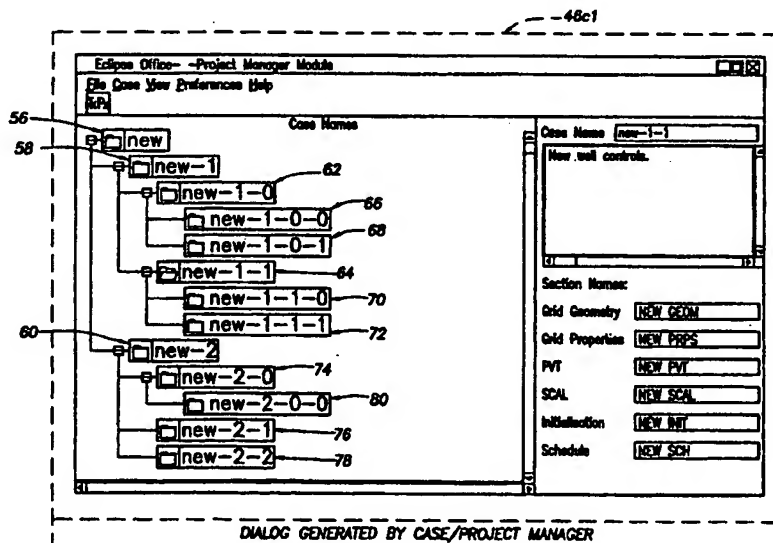 46c1
Eclipse Office- -Project Manager Module
File Case View Preferences Help
Case Names
56 new
58 new-1
new-1-0 62
new-1-0-0 66
new-1-0-1 68
new-1-1 64
new-1-1-0 70
new-1-1-1 72
60 new-2
new-2-0 74
new-2-0-0 80
new-2-1 76
new-2-2 78
Case Name new-1-1
New well controls.
Section Names:
Grid Geometry NEW GEOM
Grid Properties NEW PRPS
PVT NEW PVT
SCAL NEW SCAL
Initialisation NEW INIT
Schedule NEW SCH
DIALOG GENERATED BY CASE/PROJECT MANAGER